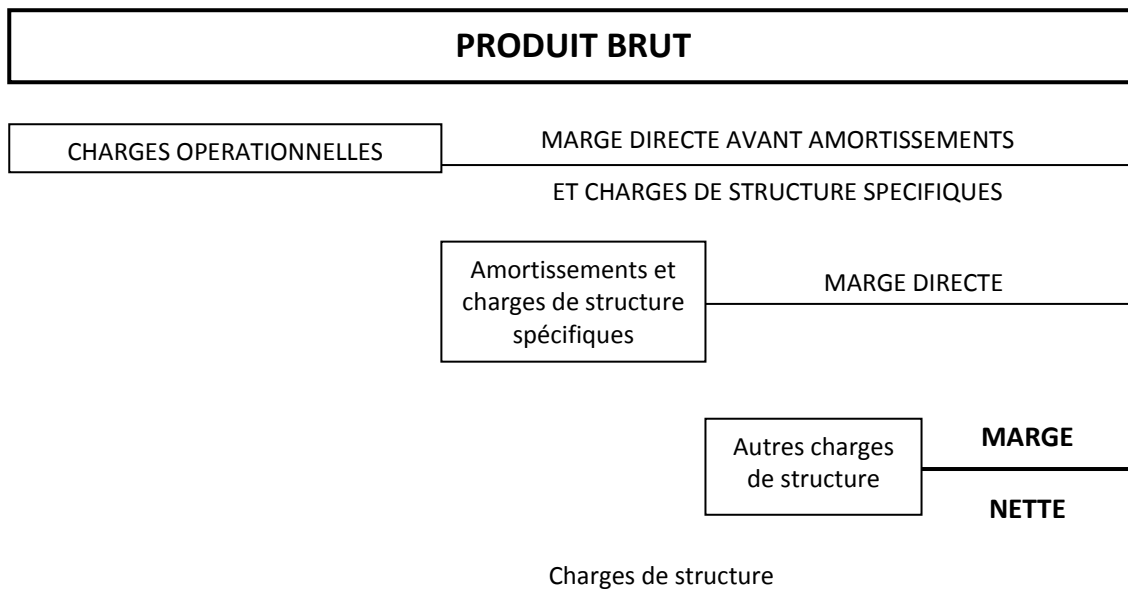 PRODUIT BRUT
CHARGES OPERATIONNELLES
MARGE DIRECTE AVANT AMORTISSEMENTS
ET CHARGES DE STRUCTURE SPECIFIQUES
Amortissements et
charges de structure
spécifiques
MARGE DIRECTE
Autres charges
de structure
MARGE
NETTE
Charges de structure